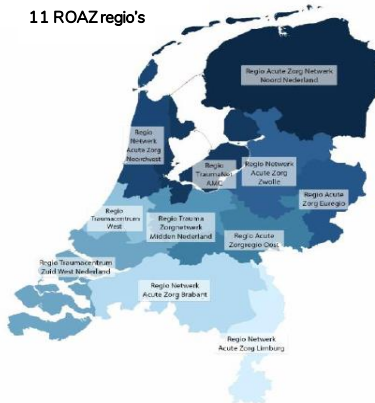 11 ROAZ regio's
Regio Acute Zorg Netwerk
Noord Nederland
Regio
Netwerk
Acute Zorg
Noordwest
Regio
TraumaNet
AMC
Regio Netwerk
Acute Zorg
Zwolle
Regio Acute
Zorg Euregio
Regio
Traumacentrum
West
Regio Trauma
Zorgnetwerk
Midden Nederland
Regio Acute
Zorgregio Oost
Regio Traumacentrum
Zuid West Nederland
Regio Netwerk
Acute Zorg Brabant
Regio Netwerk
Acute Zorg Limburg